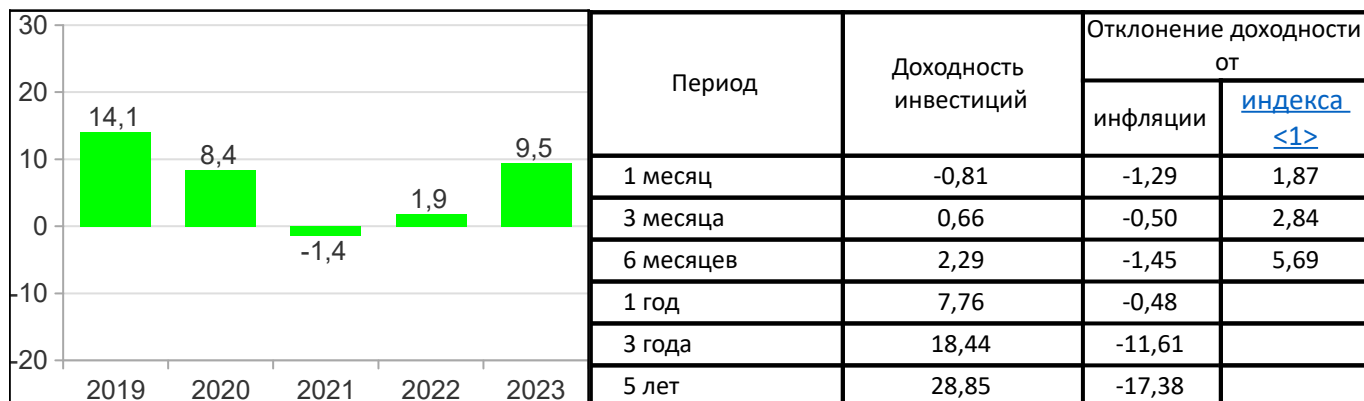 30
20
10
0
-10
-20
14,1
8,4
-1,4
1,9
9,5
2019 2020 2021 2022 2023
Период
Доходность
инвестиций
Отклонение доходности
от
инфляции
индекса
<1>
1 месяц -0,81 -1,29 1,87
3 месяца 0,66 -0,50 2,84
6 месяцев 2,29 -1,45 5,69
1 год 7,76 -0,48
3 года 18,44 -11,61
5 лет 28,85 -17,38